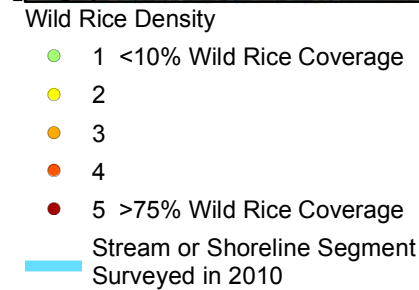 Wild Rice Density
1 <10% Wild Rice Coverage
2
3
4
5 >75% Wild Rice Coverage
Stream or Shoreline Segment
Surveyed in 2010